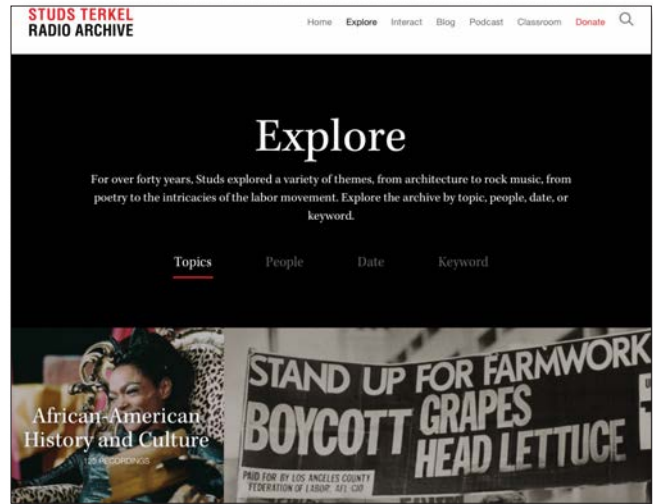 STUDS TERKEL
RADIO ARCHIVE
Home Explore Interact Blog Podcast Classroom Donate
Explore
For over forty years, Studs explored a variety of themes, from architecture to rock music, from
poetry to the intricacies of the labor movement. Explore the archive by topic, people, date, or
keyword.
Topics People Date Keyword
African-American
History and Culture
125 RECORDINGS
STAND UP FOR FARMWORK
BOYCOTT GRAPES
HEAD LETTUCE
PAID FOR BY LOS ANGELES COUNTY
FEDERATION OF LABOR, AFL CIO